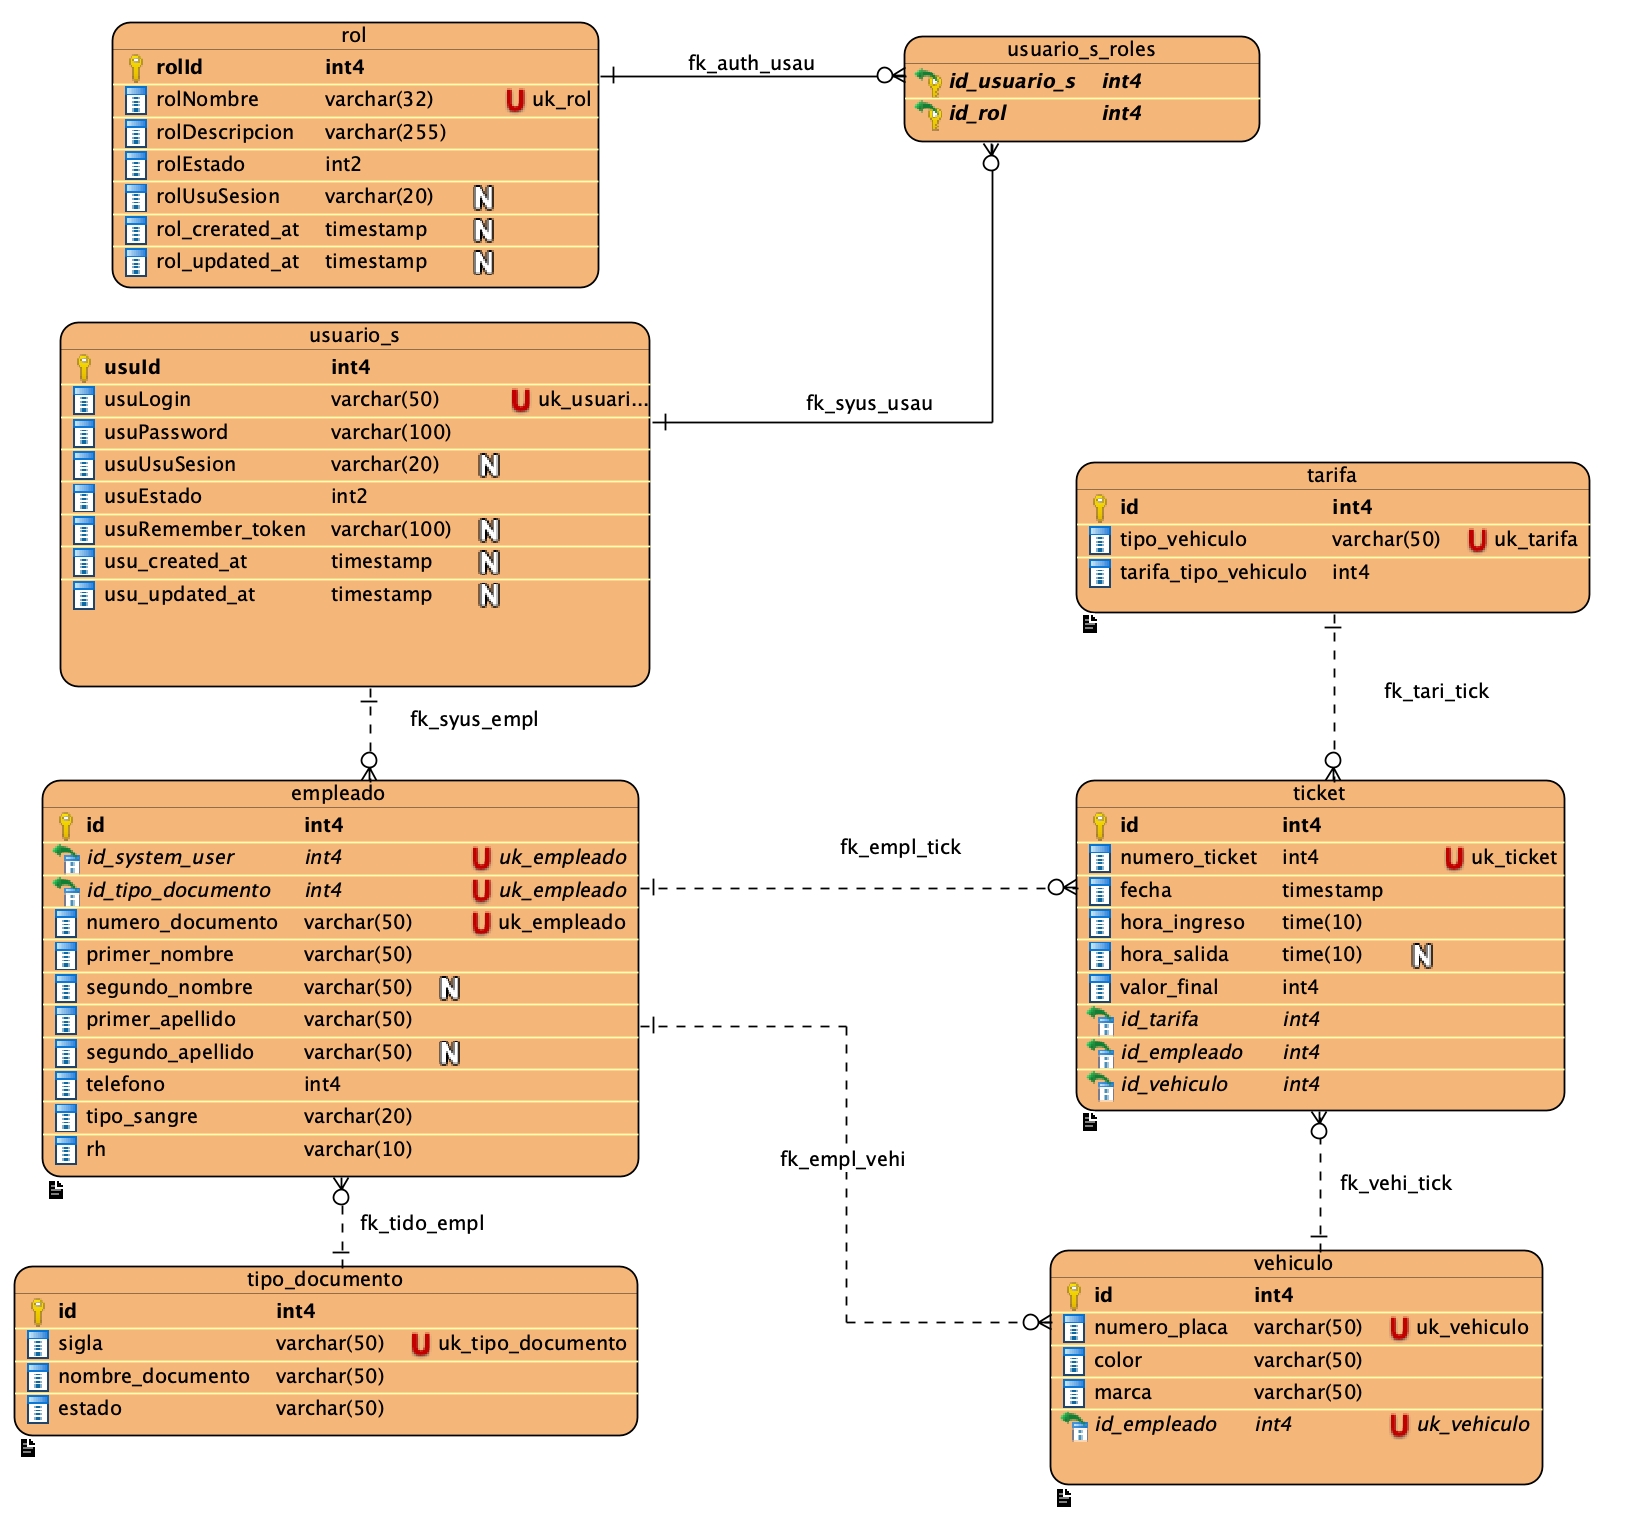 rol
rolId int4
rolNombre varchar(32) U uk_rol
rolDescripcion varchar(255)
rolEstado int2
rolUsuSesion varchar(20) N
rol_crerated_at timestamp N
rol_updated_at timestamp N
fk_auth_usau
usuario_s_roles
id_usuario_s int4
id_rol int4
usuario_s
usuId int4
usuLogin varchar(50) U uk_usuari...
usuPassword varchar(100)
usuUsuSesion varchar(20) N
usuEstado int2
usuRemember_token varchar(100) N
usu_created_at timestamp N
usu_updated_at timestamp N
fk_syus_usau
tarifa
id int4
tipo_vehiculo varchar(50) U uk_tarifa
tarifa_tipo_vehiculo int4
fk_tari_tick
fk_syus_empl
empleado
id int4
id_system_user int4 U uk_empleado
id_tipo_documento int4 U uk_empleado
numero_documento varchar(50) U uk_empleado
primer_nombre varchar(50)
segundo_nombre varchar(50) N
primer_apellido varchar(50)
segundo_apellido varchar(50) N
telefono int4
tipo_sangre varchar(20)
rh varchar(10)
fk_empl_tick
ticket
id int4
numero_ticket int4 U uk_ticket
fecha timestamp
hora_ingreso time(10)
hora_salida time(10) N
valor_final int4
id_tarifa int4
id_empleado int4
id_vehiculo int4
fk_empl_vehi
fk_vehi_tick
fk_tido_empl
tipo_documento
id int4
sigla varchar(50) U uk_tipo_documento
nombre_documento varchar(50)
estado varchar(50)
vehiculo
id int4
numero_placa varchar(50) U uk_vehiculo
color varchar(50)
marca varchar(50)
id_empleado int4 U uk_vehiculo